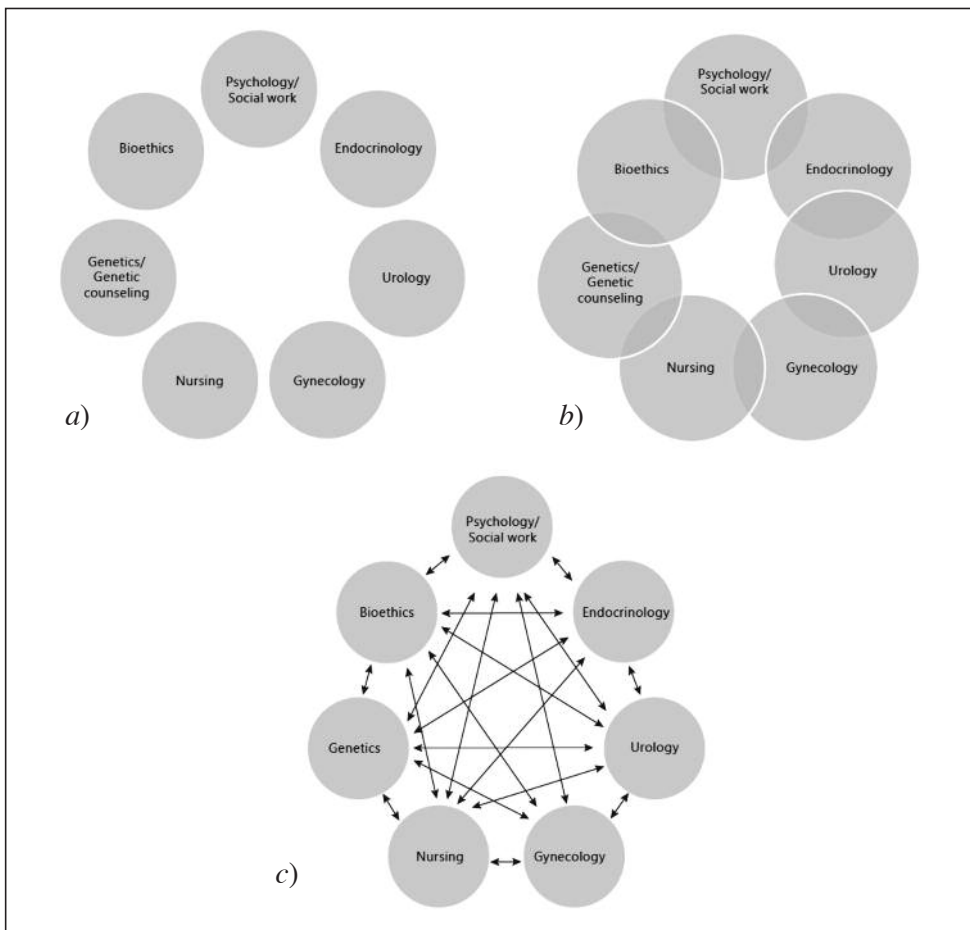 Psychology/
Social work
Bioethics
Endocrinology
Genetics/
Genetic
counseling
Urology
Nursing
Gynecology
a)
Psychology/
Social work
Bioethics
Endocrinology
Genetics/
Genetic
counseling
Urology
Nursing
Gynecology
b)
Psychology/
Social work
Bioethics
Endocrinology
Genetics
Urology
Nursing
Gynecology
c)